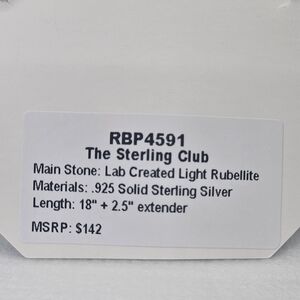 RBP4591
The Sterling Club
Main Stone: Lab Created Light Rubellite
Materials: .925 Solid Sterling Silver
Length: 18" + 2.5" extender
MSRP: $142